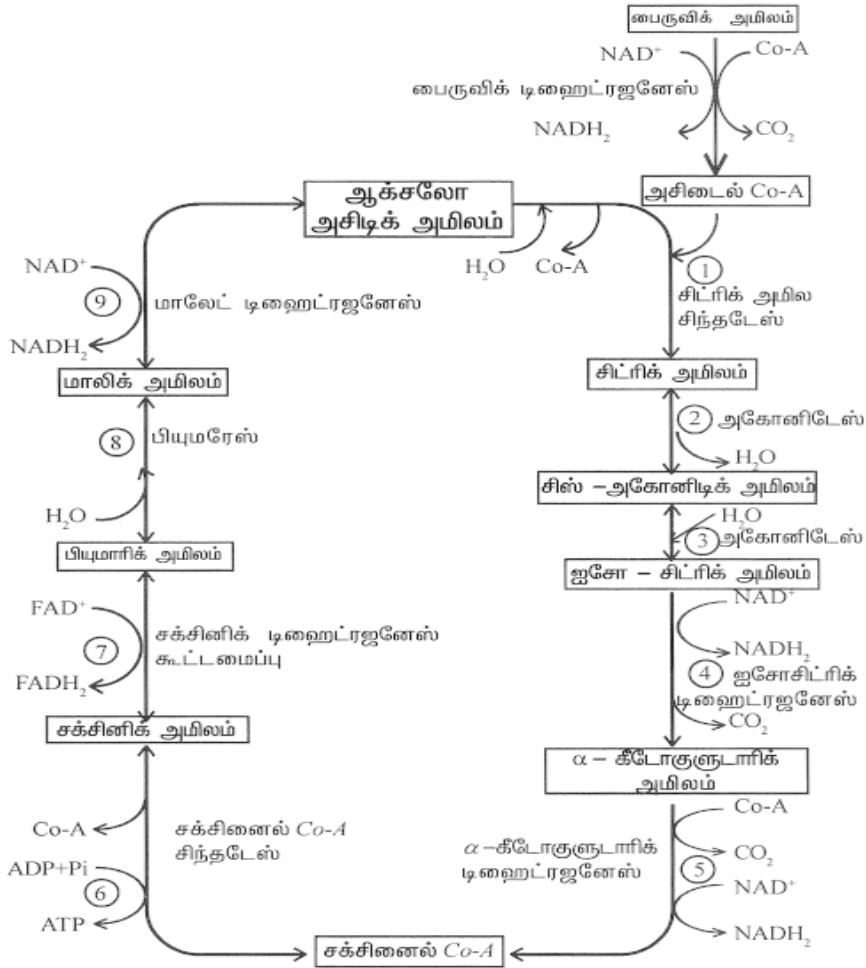 பைருவிக் அமிலம்
NAD⁺
Co-A
பைருவிக் டிஹைட்ரஜனேஸ்
NADH₂
CO₂
அசிடைல் Co-A
ஆக்சலோ
அசிடிக் அமிலம்
H₂O
Co-A
1
சிட்ரிக் அமில
சிந்தடேஸ்
சிட்ரிக் அமிலம்
2 அகோனிடேஸ்
H₂O
சிஸ் –அகோனிடிக் அமிலம்
H₂O
3 அகோனிடேஸ்
ஐசோ – சிட்ரிக் அமிலம்
NAD⁺
NADH₂
4 ஐசோசிட்ரிக்
டிஹைட்ரஜனேஸ்
CO₂
α – கீடோகுளுடாரிக்
அமிலம்
Co-A
α –கீடோகுளுடாரிக்
டிஹைட்ரஜனேஸ்
CO₂
5
NAD⁺
NADH₂
சக்சினைல் Co-A
சக்சினைல் Co-A
சிந்தடேஸ்
Co-A
ADP+Pi
6
ATP
சக்சினிக் அமிலம்
FAD⁺
7
சக்சினிக் டிஹைட்ரஜனேஸ்
கூட்டமைப்பு
FADH₂
பியுமாரிக் அமிலம்
H₂O
8 பியுமரேஸ்
மாலிக் அமிலம்
NAD⁺
9 மாலேட் டிஹைட்ரஜனேஸ்
NADH₂